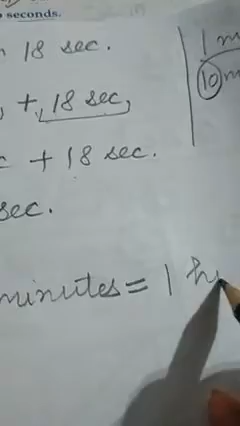 seconds.
18 sec.
1 m
+ 18 sec,
10 m
+ 18 sec.
sec.
minutes = 1 h